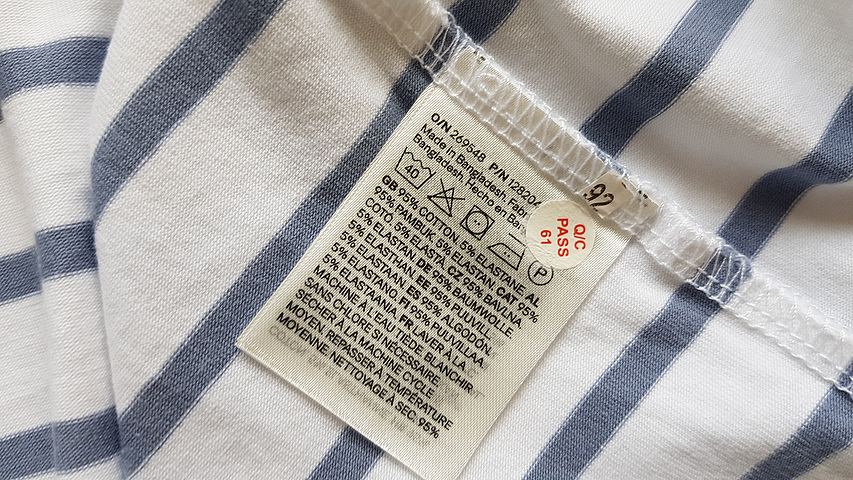 O/N 269548 P/N 128204
Made in Bangladesh Fabri
Bangladesh Hecho en Ban
40
P
GB 95% COTTON. 5% ELASTANE. AL
95% PAMBUK. 5% ELASTAN. CAT 95%
COTÓ. 5% ELASTÀ. CZ 95% BAVLNA.
5% ELASTAN. DE 95% BAUMWOLLE.
5% ELASTHAN. EE 95% PUUVILL
5% ELASTAAN. ES 95% ALGODÓN.
5% ELASTANO. FI 95% PUUVILLAA.
5% ELASTAANIA. FR LAVER À LA
MACHINE À L'EAU TIÈDE. BLANCHIR
SANS CHLORE SI NÉCESSAIRE.
SÉCHER À LA MACHINE CYCLE
MOYEN. REPASSER À TEMPÉRATURE
MOYENNE. NETTOYAGE À SEC. 95%
92
Q/C
PASS
61